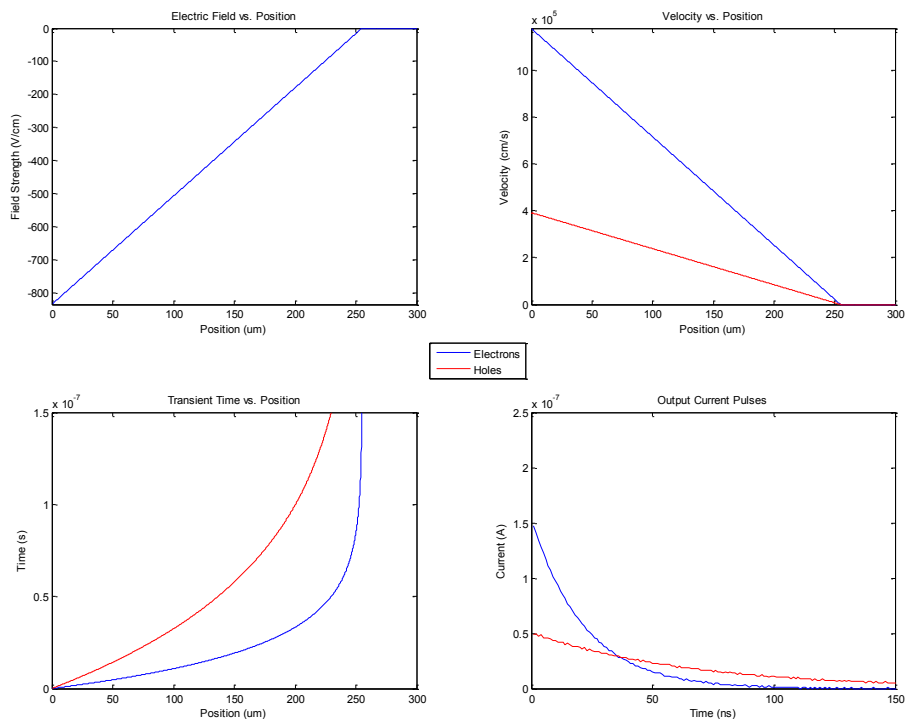 Electric Field vs. Position
0
-100
-200
-300
-400
-500
-600
-700
-800
Field Strength (V/cm)
0 50 100 150 200 250 300
Position (um)
Velocity vs. Position
x 10^5
10
8
6
4
2
0
Velocity (cm/s)
0 50 100 150 200 250 300
Position (um)
Electrons
Holes
Transient Time vs. Position
x 10^-7
1.5
1
0.5
0
Time (s)
0 50 100 150 200 250 300
Position (um)
Output Current Pulses
x 10^-7
2.5
2
1.5
1
0.5
0
Current (A)
0 50 100 150
Time (ns)